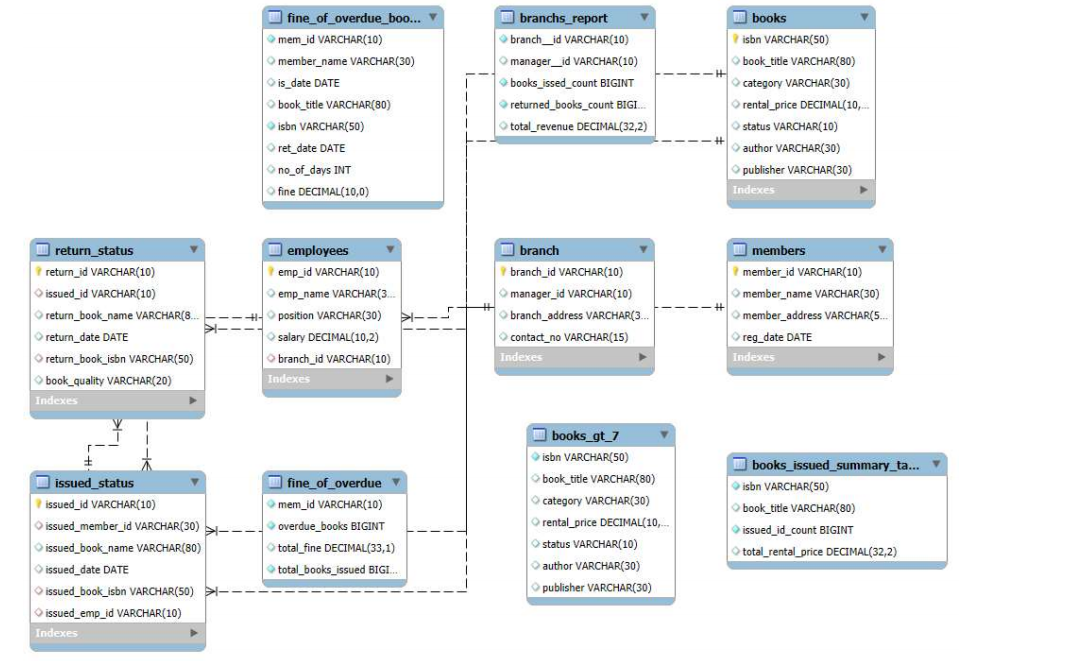 fine_of_overdue_boo...
mem_id VARCHAR(10)
member_name VARCHAR(30)
is_date DATE
book_title VARCHAR(80)
isbn VARCHAR(50)
ret_date DATE
no_of_days INT
fine DECIMAL(10,0)
branchs_report
branch__id VARCHAR(10)
manager__id VARCHAR(10)
books_issed_count BIGINT
returned_books_count BIGI...
total_revenue DECIMAL(32,2)
books
isbn VARCHAR(50)
book_title VARCHAR(80)
category VARCHAR(30)
rental_price DECIMAL(10,...
status VARCHAR(10)
author VARCHAR(30)
publisher VARCHAR(30)
Indexes
return_status
return_id VARCHAR(10)
issued_id VARCHAR(10)
return_book_name VARCHAR(8...
return_date DATE
return_book_isbn VARCHAR(50)
book_quality VARCHAR(20)
Indexes
employees
emp_id VARCHAR(10)
emp_name VARCHAR(3...
position VARCHAR(30)
salary DECIMAL(10,2)
branch_id VARCHAR(10)
Indexes
branch
branch_id VARCHAR(10)
manager_id VARCHAR(10)
branch_address VARCHAR(3...
contact_no VARCHAR(15)
Indexes
members
member_id VARCHAR(10)
member_name VARCHAR(30)
member_address VARCHAR(5...
reg_date DATE
Indexes
issued_status
issued_id VARCHAR(10)
issued_member_id VARCHAR(30)
issued_book_name VARCHAR(80)
issued_date DATE
issued_book_isbn VARCHAR(50)
issued_emp_id VARCHAR(10)
Indexes
fine_of_overdue
mem_id VARCHAR(10)
overdue_books BIGINT
total_fine DECIMAL(33,1)
total_books_issued BIGI...
books_gt_7
isbn VARCHAR(50)
book_title VARCHAR(80)
category VARCHAR(30)
rental_price DECIMAL(10,...
status VARCHAR(10)
author VARCHAR(30)
publisher VARCHAR(30)
books_issued_summary_ta...
isbn VARCHAR(50)
book_title VARCHAR(80)
issued_id_count BIGINT
total_rental_price DECIMAL(32,2)